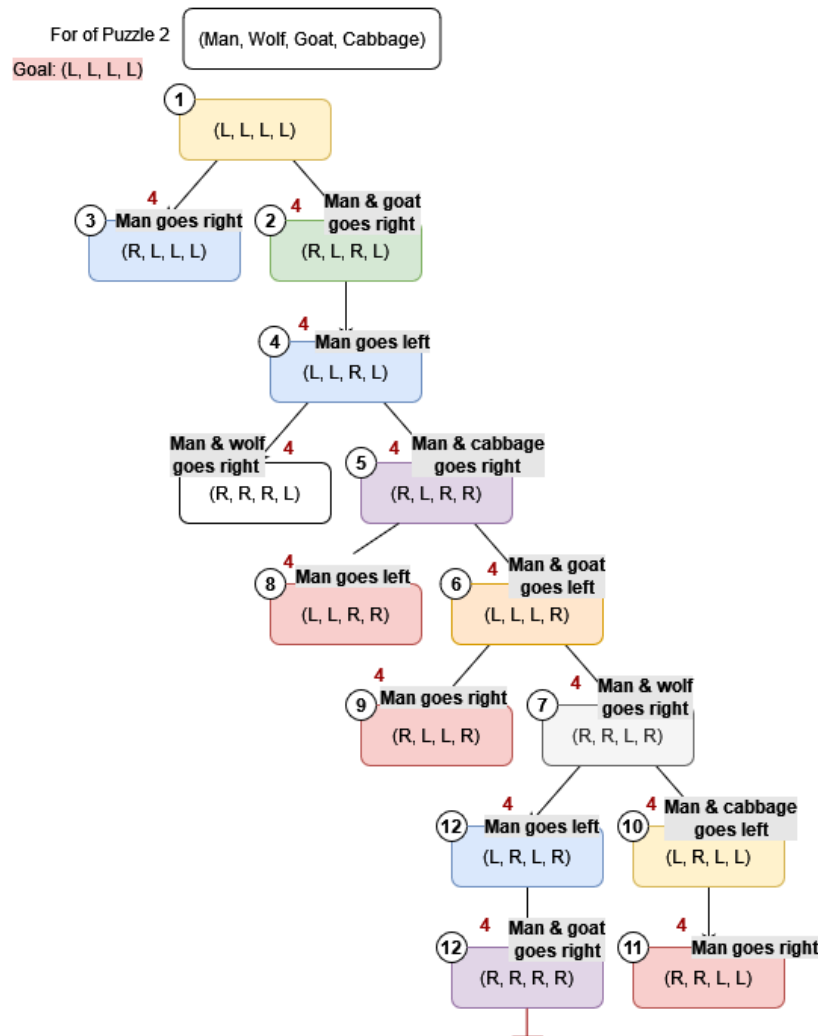 For of Puzzle 2
(Man, Wolf, Goat, Cabbage)
Goal: (L, L, L, L)
1
(L, L, L, L)
4
Man goes right
3
(R, L, L, L)
4
Man & goat
goes right
2
(R, L, R, L)
4
Man goes left
4
(L, L, R, L)
Man & wolf
goes right
4
(R, R, R, L)
4
Man & cabbage
goes right
5
(R, L, R, R)
4
Man goes left
8
(L, L, R, R)
4
Man & goat
goes left
6
(L, L, L, R)
4
Man goes right
9
(R, L, L, R)
4
Man & wolf
goes right
7
(R, R, L, R)
4
Man goes left
12
(L, R, L, R)
4
Man & cabbage
goes left
10
(L, R, L, L)
4
Man & goat
goes right
12
(R, R, R, R)
4
Man goes right
11
(R, R, L, L)